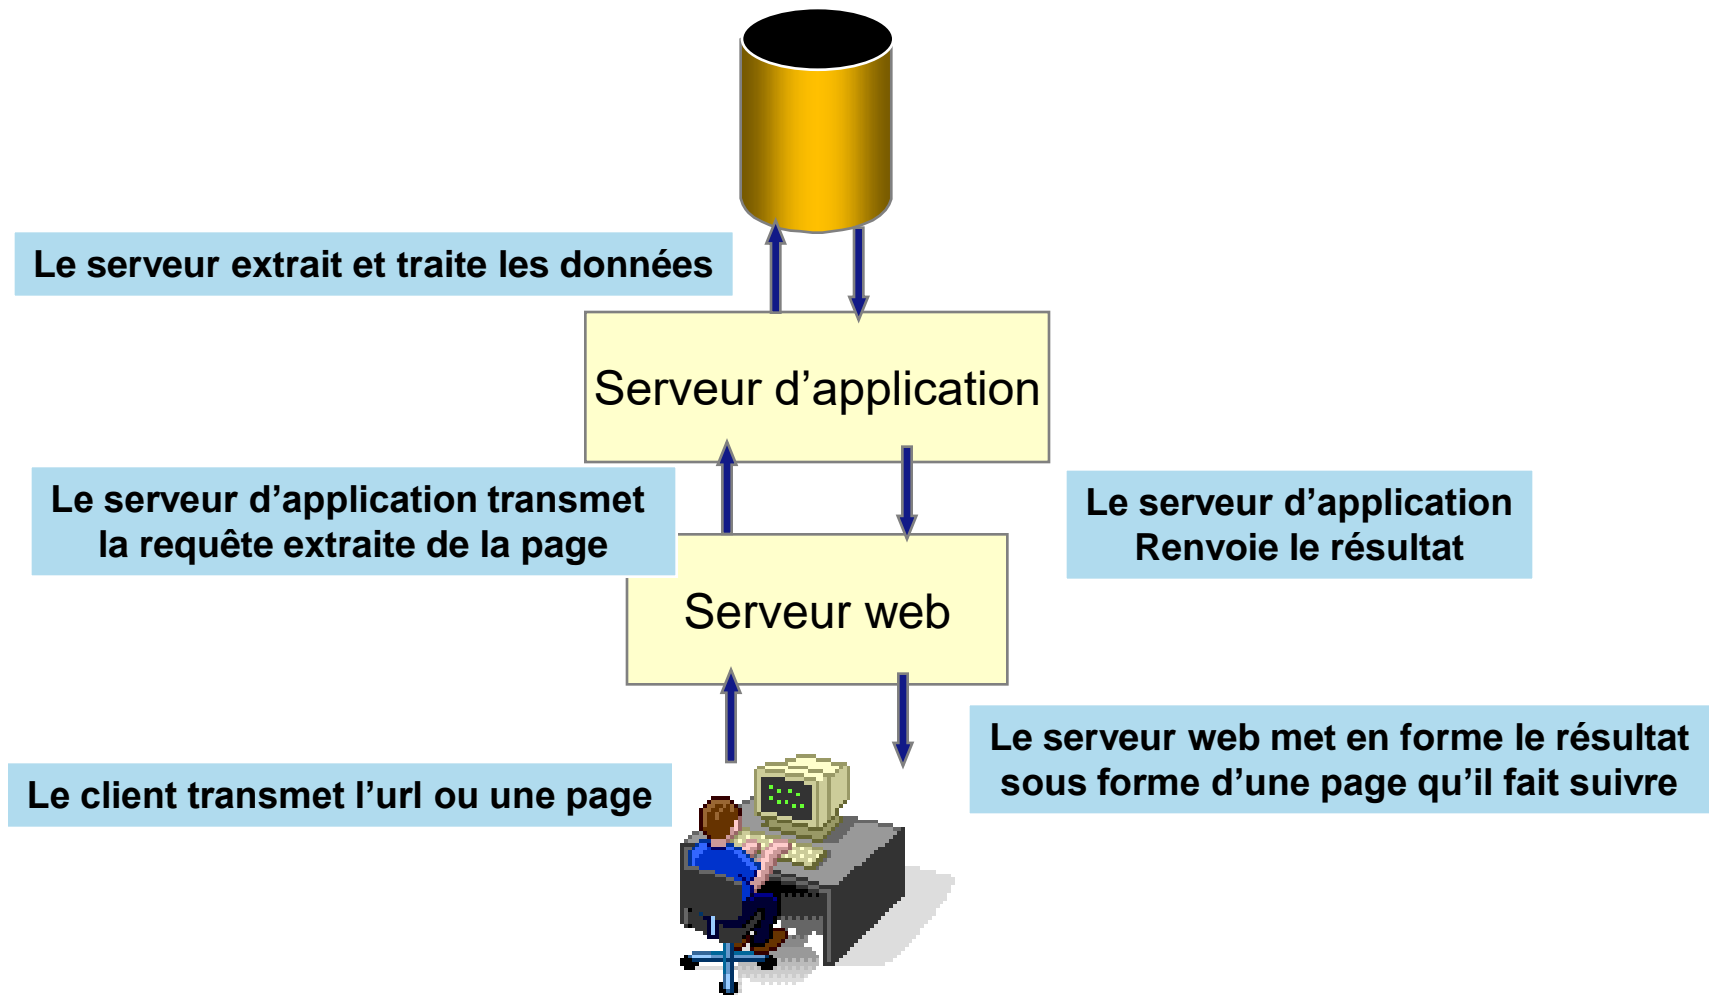 Le serveur extrait et traite les données
Serveur d’application
Le serveur d’application transmet
la requête extraite de la page
Le serveur d’application
Renvoie le résultat
Serveur web
Le serveur web met en forme le résultat
sous forme d’une page qu’il fait suivre
Le client transmet l’url ou une page